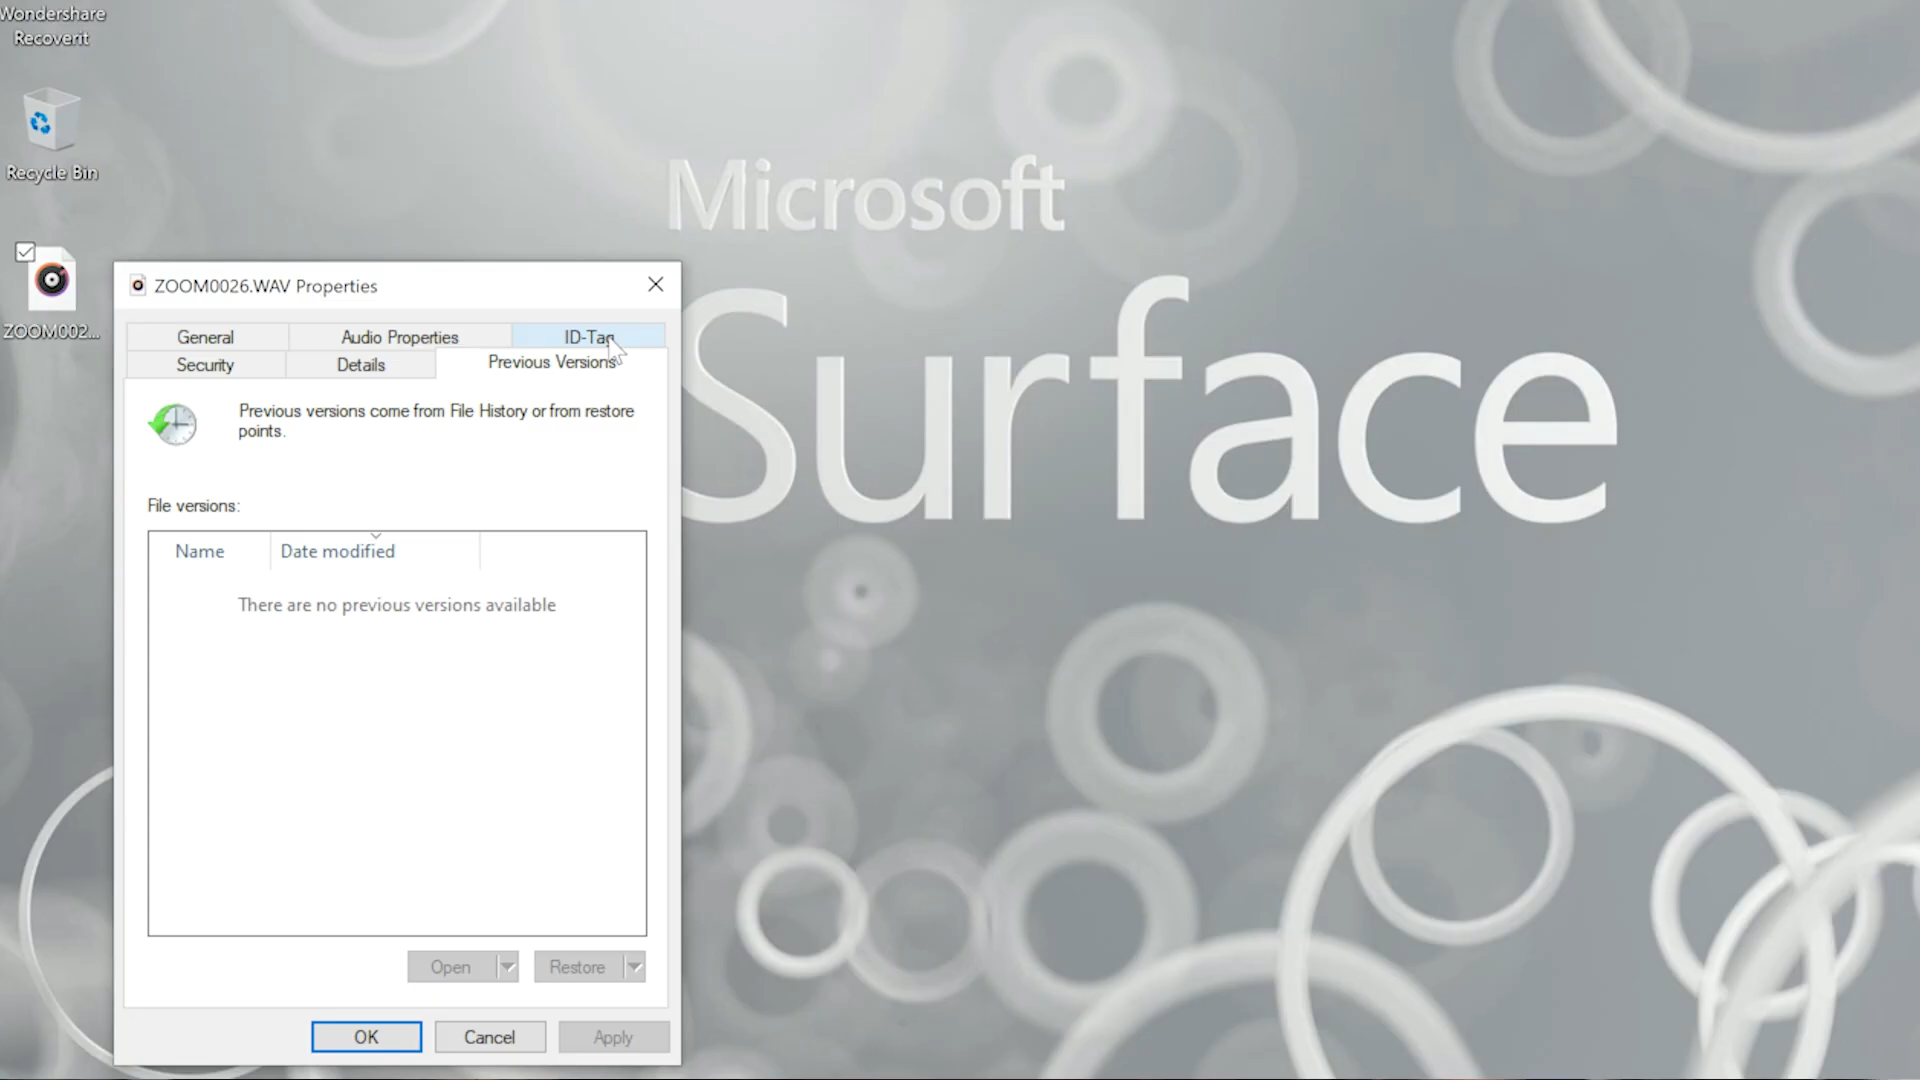 Wondershare
Recoverit
Recycle Bin
ZOOM002...
Microsoft
Surface
ZOOM0026.WAV Properties
General
Audio Properties
ID-Tag
Security
Details
Previous Versions
Previous versions come from File History or from restore
points.
File versions:
Name
Date modified
There are no previous versions available
Open
Restore
OK
Cancel
Apply